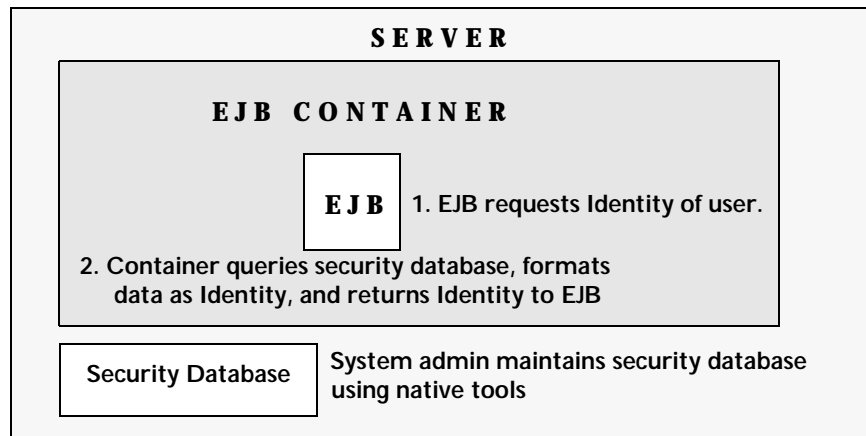 SERVER
EJB CONTAINER
EJB
1. EJB requests Identity of user.
2. Container queries security database, formats
data as Identity, and returns Identity to EJB
Security Database
System admin maintains security database
using native tools